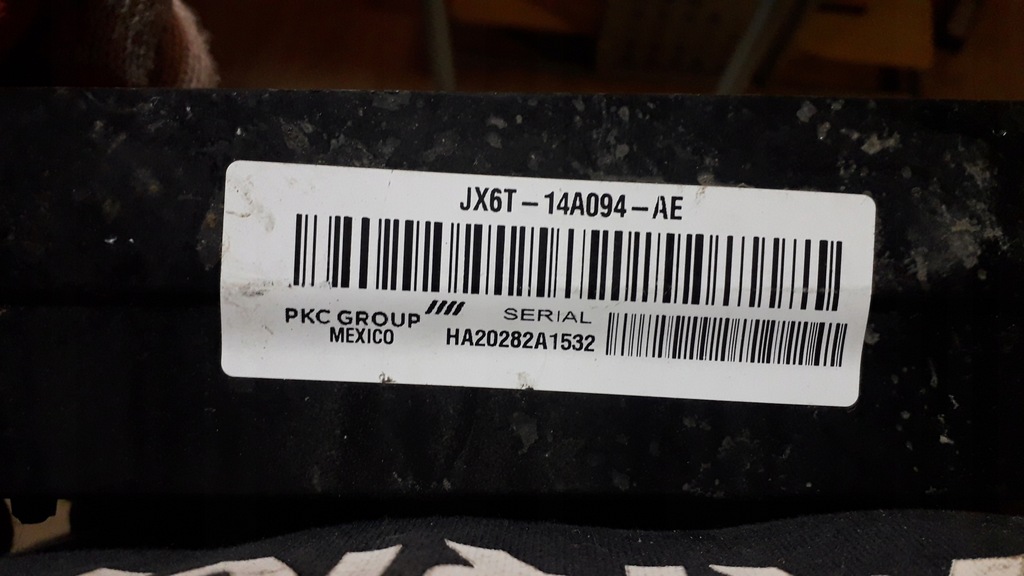 JX6T-14A094-AE
PKC GROUP
MEXICO
SERIAL
HA20282A1532